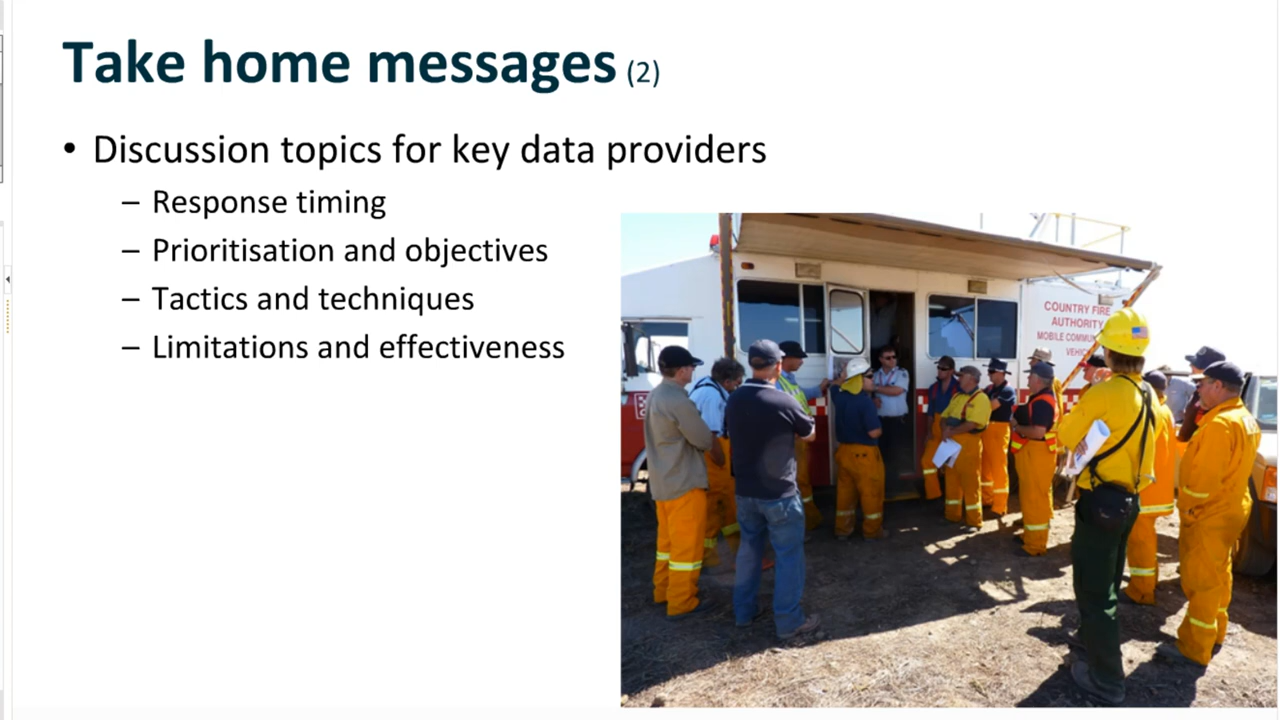 Take home messages (2)
• Discussion topics for key data providers
– Response timing
– Prioritisation and objectives
– Tactics and techniques
– Limitations and effectiveness
COUNTRY FIRE
AUTHORITY
MOBILE